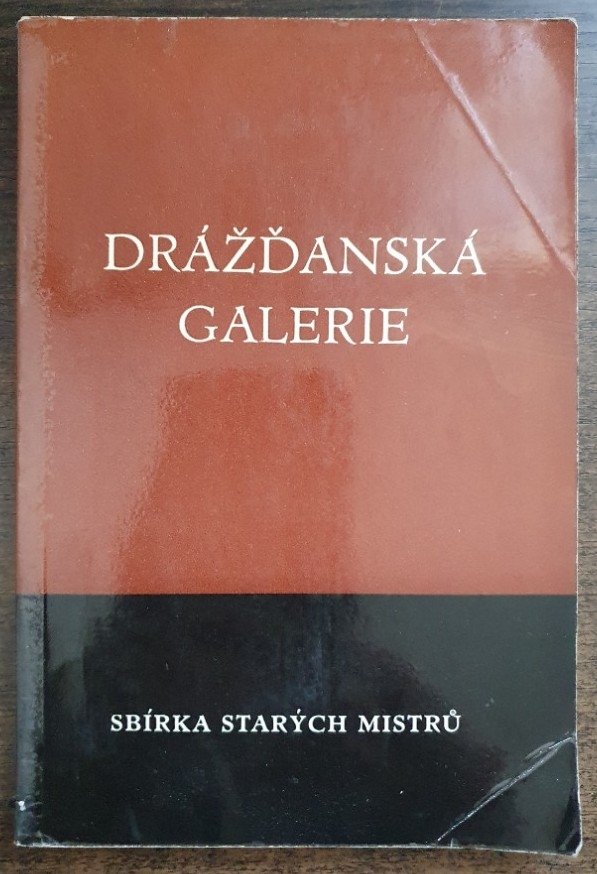 DRÁŽĎANSKÁ
GALERIE
SBÍRKA STARÝCH MISTRŮ